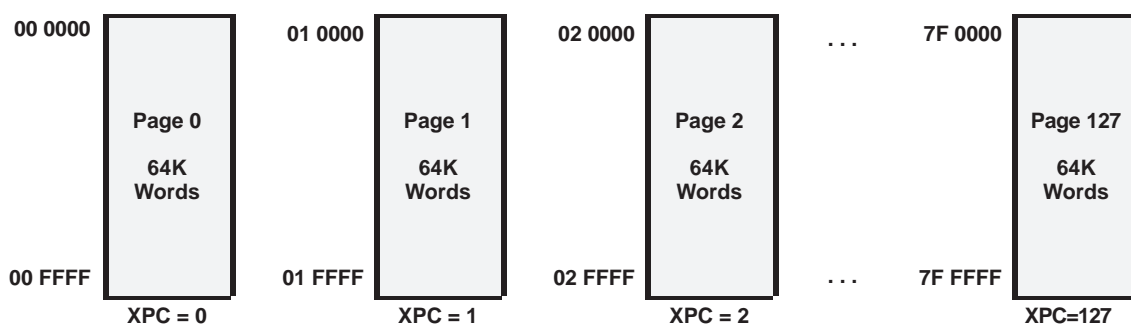 00 0000 01 0000 02 0000 . . . 7F 0000
Page 0 Page 1 Page 2 Page 127
64K 64K 64K 64K
Words Words Words Words
00 FFFF 01 FFFF 02 FFFF . . . 7F FFFF
XPC = 0 XPC = 1 XPC = 2 XPC=127